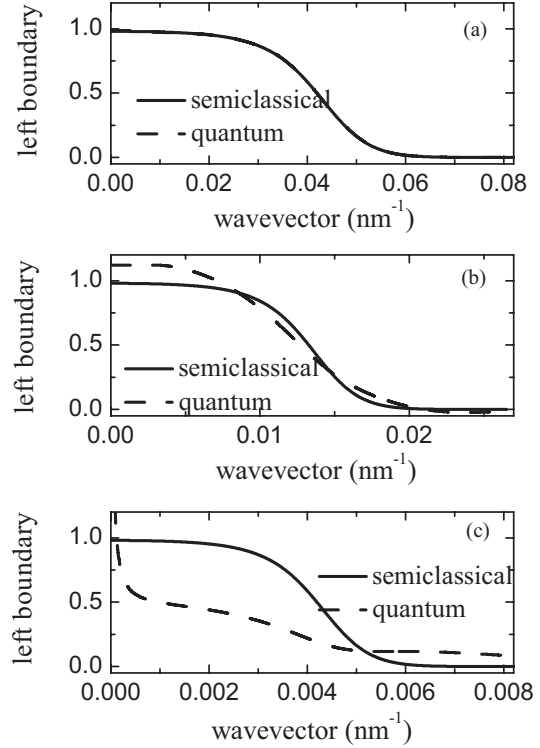 left boundary
(a)
1.0
0.5
0.0
semiclassical
quantum
0.00 0.02 0.04 0.06 0.08
wavevector (nm⁻¹)
left boundary
(b)
1.0
0.5
0.0
semiclassical
quantum
0.00 0.01 0.02
wavevector (nm⁻¹)
left boundary
(c)
1.0
0.5
0.0
semiclassical
quantum
0.000 0.002 0.004 0.006 0.008
wavevector (nm⁻¹)